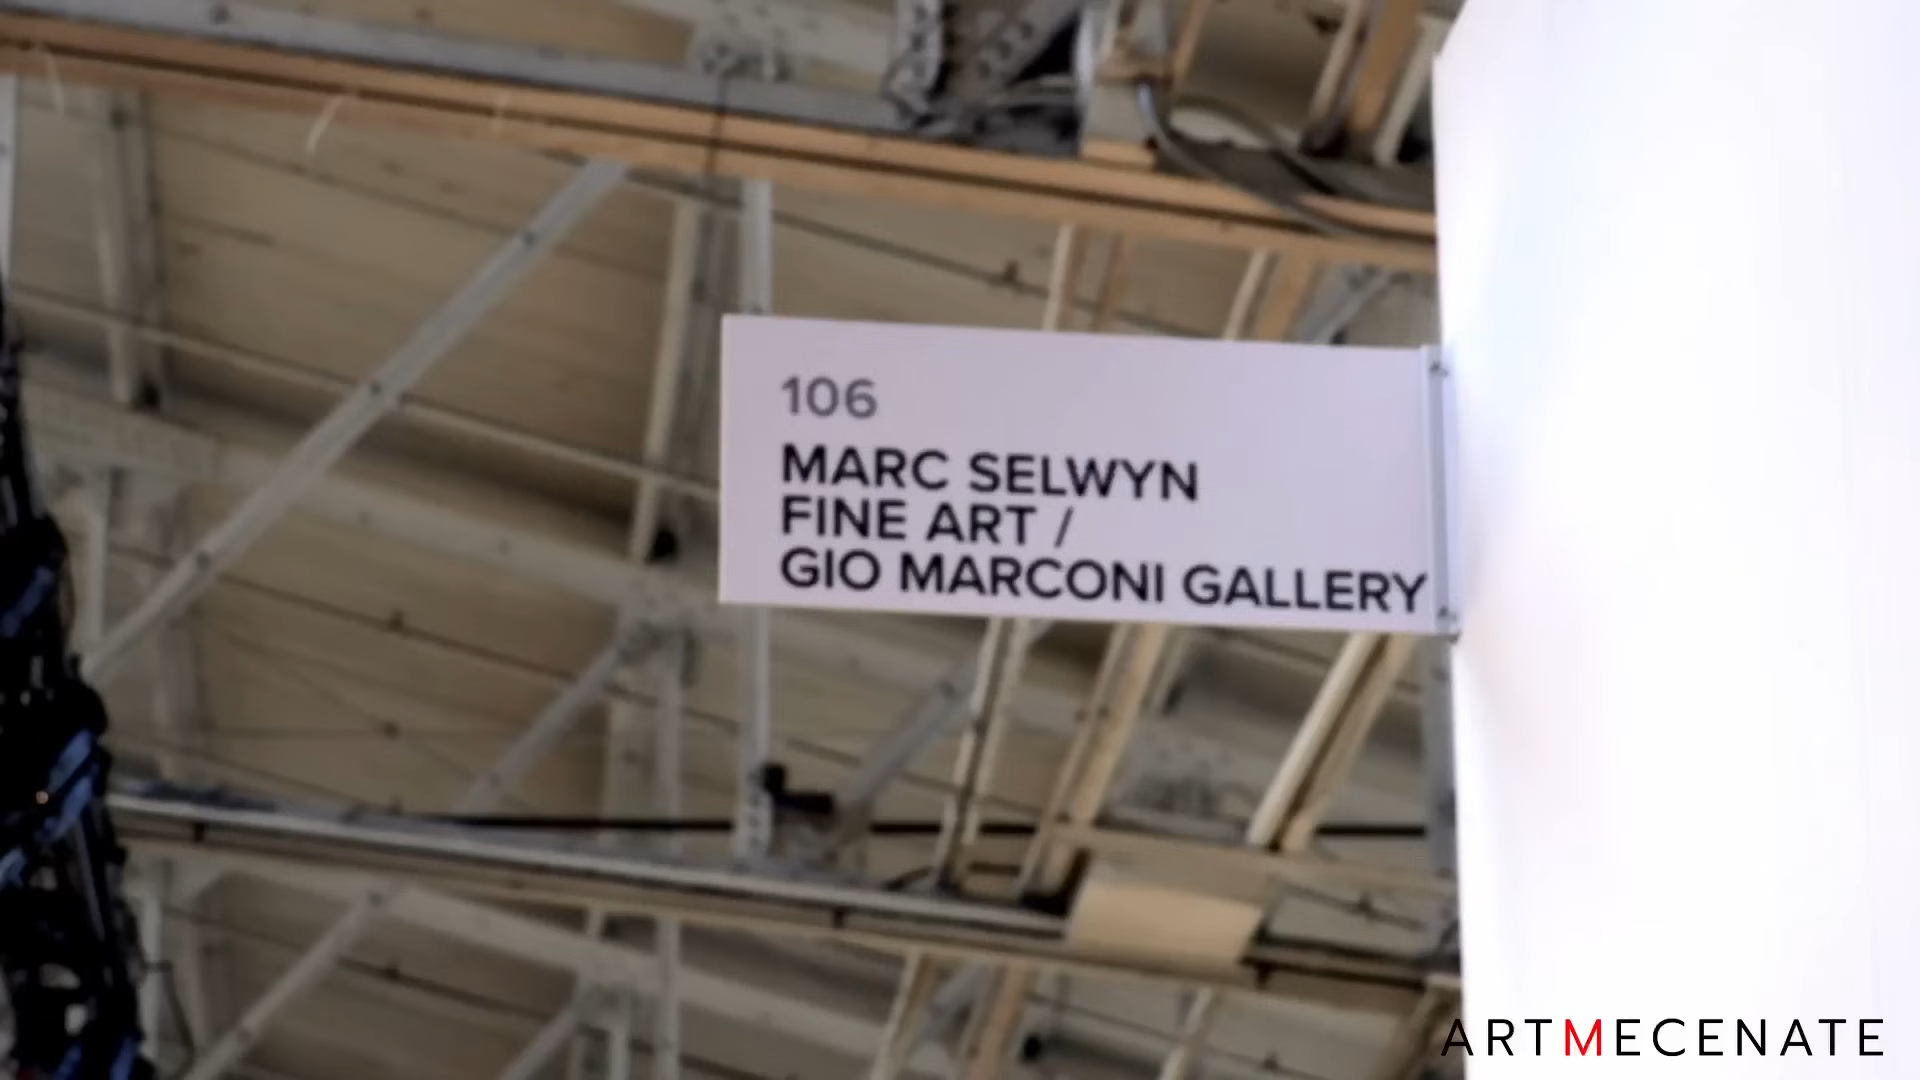 106
MARC SELWYN
FINE ART /
GIO MARCONI GALLERY
ARTMECENATE